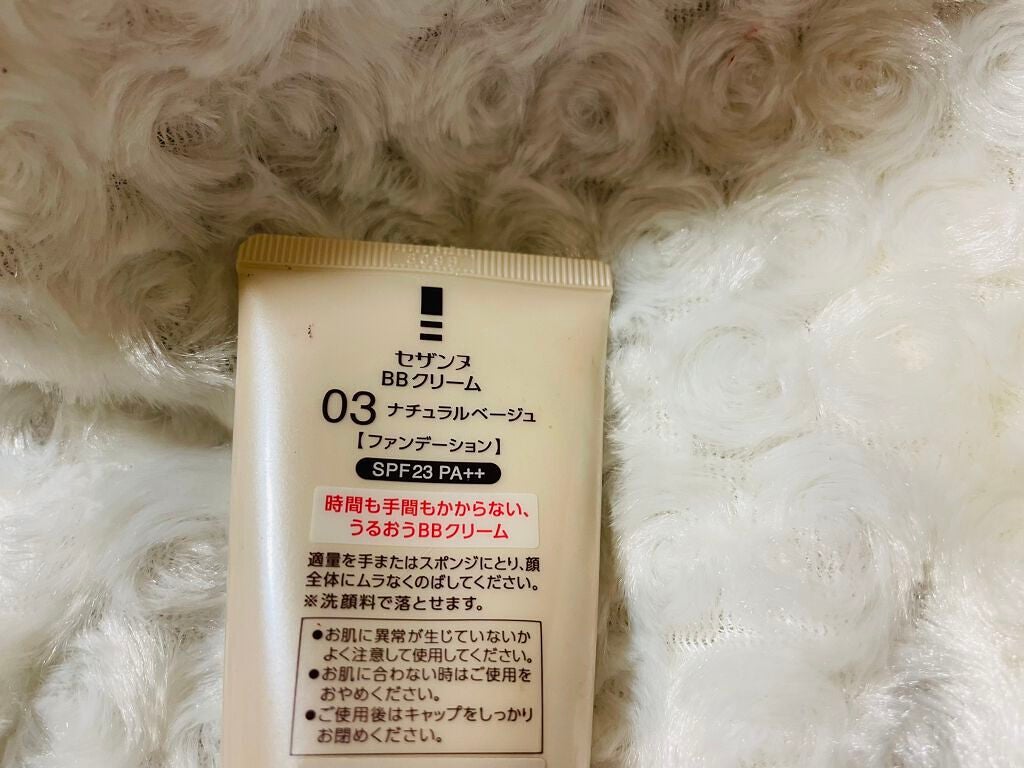 セザンヌ
BBクリーム
03 ナチュラルベージュ
【ファンデーション】
SPF23 PA++
時間も手間もかからない、
うるおうBBクリーム
適量を手またはスポンジにとり、顔
全体にムラなくのばしてください。
※洗顔料で落とせます。
●お肌に異常が生じていないか
よく注意して使用してください。
●お肌に合わない時はご使用を
おやめください。
●ご使用後はキャップをしっかり
お閉めください。